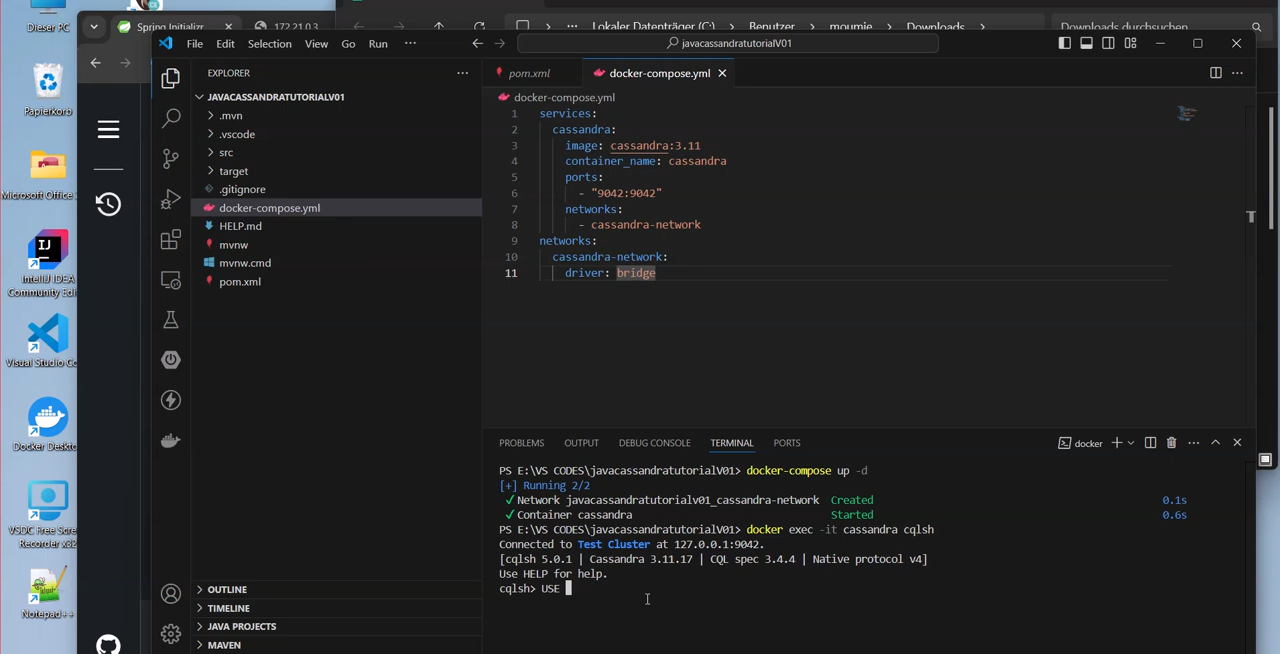 Dieser PC
Spring Initializr
172.21.0.3
Lokaler Datenträger (C:)
Benutzer
moumie
Downloads
Downloads durchsuchen
File Edit Selection View Go Run
javacassandratutorialV01
EXPLORER
pom.xml
docker-compose.yml
Papierkorb
JAVACASSANDRATUTORIALV01
.mvn
.vscode
src
target
.gitignore
docker-compose.yml
HELP.md
mvnw
mvnw.cmd
pom.xml
docker-compose.yml
1 services:
2 cassandra:
3 image: cassandra:3.11
4 container_name: cassandra
5 ports:
6 - "9042:9042"
7 networks:
8 - cassandra-network
9 networks:
10 cassandra-network:
11 driver: bridge
Microsoft Office
IntelliJ IDEA
Community Edi
Visual Studio Co
Docker Deskto
VSDC Free Scre
Recorder x32
Notepad++
PROBLEMS OUTPUT DEBUG CONSOLE TERMINAL PORTS
docker
PS E:\VS CODES\javacassandratutorialV01> docker-compose up -d
[+] Running 2/2
✓ Network javacassandratutorialv01_cassandra-network Created 0.1s
✓ Container cassandra Started 0.6s
PS E:\VS CODES\javacassandratutorialV01> docker exec -it cassandra cqlsh
Connected to Test Cluster at 127.0.0.1:9042.
[cqlsh 5.0.1 | Cassandra 3.11.17 | CQL spec 3.4.4 | Native protocol v4]
Use HELP for help.
cqlsh> USE
OUTLINE
TIMELINE
JAVA PROJECTS
MAVEN